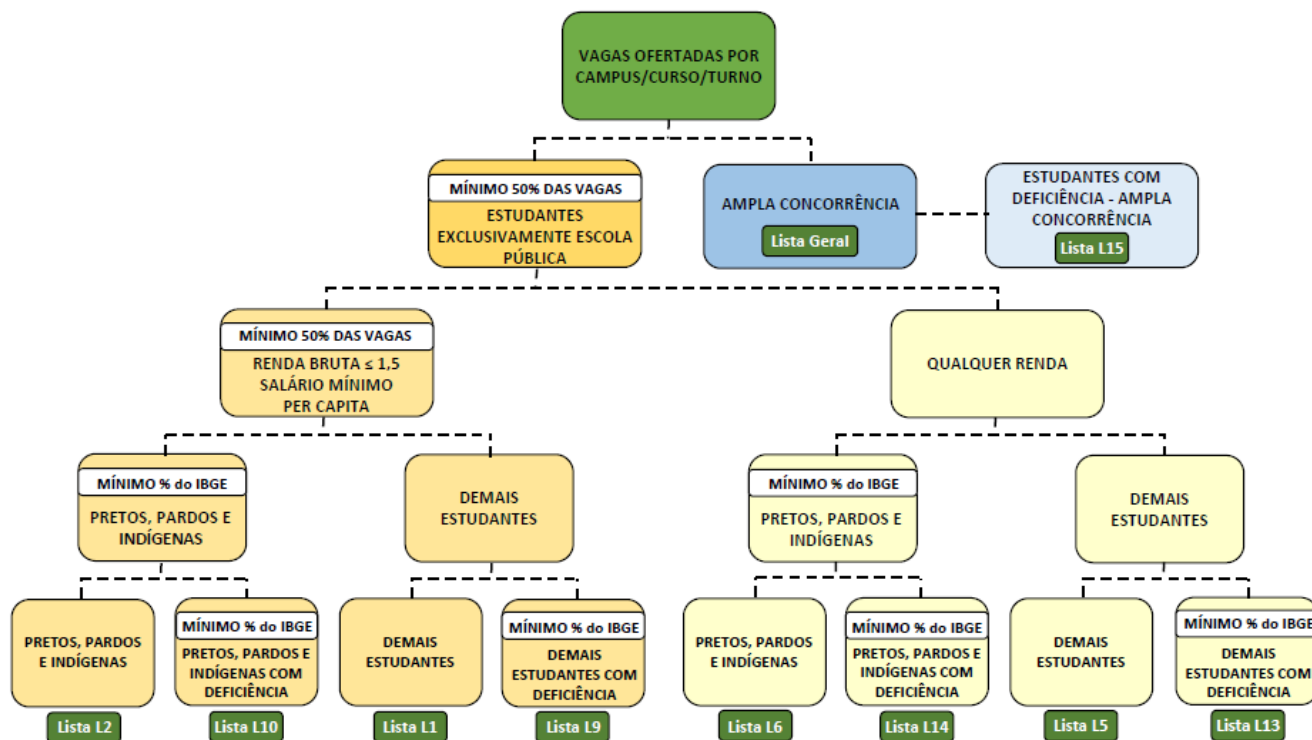 VAGAS OFERTADAS POR
CAMPUS/CURSO/TURNO
MÍNIMO 50% DAS VAGAS
ESTUDANTES
EXCLUSIVAMENTE ESCOLA
PÚBLICA
AMPLA CONCORRÊNCIA
Lista Geral
ESTUDANTES COM
DEFICIÊNCIA - AMPLA
CONCORRÊNCIA
Lista L15
MÍNIMO 50% DAS VAGAS
RENDA BRUTA ≤ 1,5
SALÁRIO MÍNIMO
PER CAPITA
QUALQUER RENDA
MÍNIMO % do IBGE
PRETOS, PARDOS E
INDÍGENAS
DEMAIS
ESTUDANTES
MÍNIMO % do IBGE
PRETOS, PARDOS E
INDÍGENAS
DEMAIS
ESTUDANTES
PRETOS, PARDOS
E INDÍGENAS
Lista L2
MÍNIMO % do IBGE
PRETOS, PARDOS E
INDÍGENAS COM
DEFICIÊNCIA
Lista L10
DEMAIS
ESTUDANTES
Lista L1
MÍNIMO % do IBGE
DEMAIS
ESTUDANTES COM
DEFICIÊNCIA
Lista L9
PRETOS, PARDOS
E INDÍGENAS
Lista L6
MÍNIMO % do IBGE
PRETOS, PARDOS E
INDÍGENAS COM
DEFICIÊNCIA
Lista L14
DEMAIS
ESTUDANTES
Lista L5
MÍNIMO % do IBGE
DEMAIS
ESTUDANTES COM
DEFICIÊNCIA
Lista L13